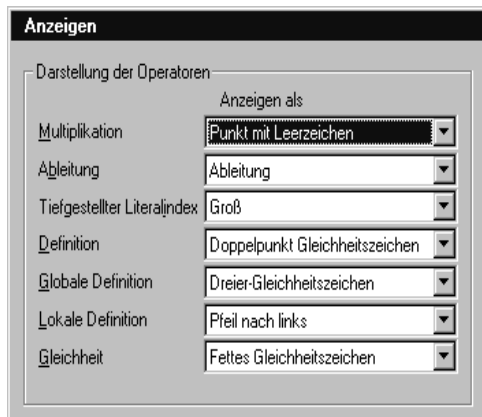 Anzeigen
Darstellung der Operatoren
Anzeigen als
Multiplikation Punkt mit Leerzeichen
Ableitung Ableitung
Tiefgestellter Literalindex Groß
Definition Doppelpunkt Gleichheitszeichen
Globale Definition Dreier-Gleichheitszeichen
Lokale Definition Pfeil nach links
Gleichheit Fettes Gleichheitszeichen